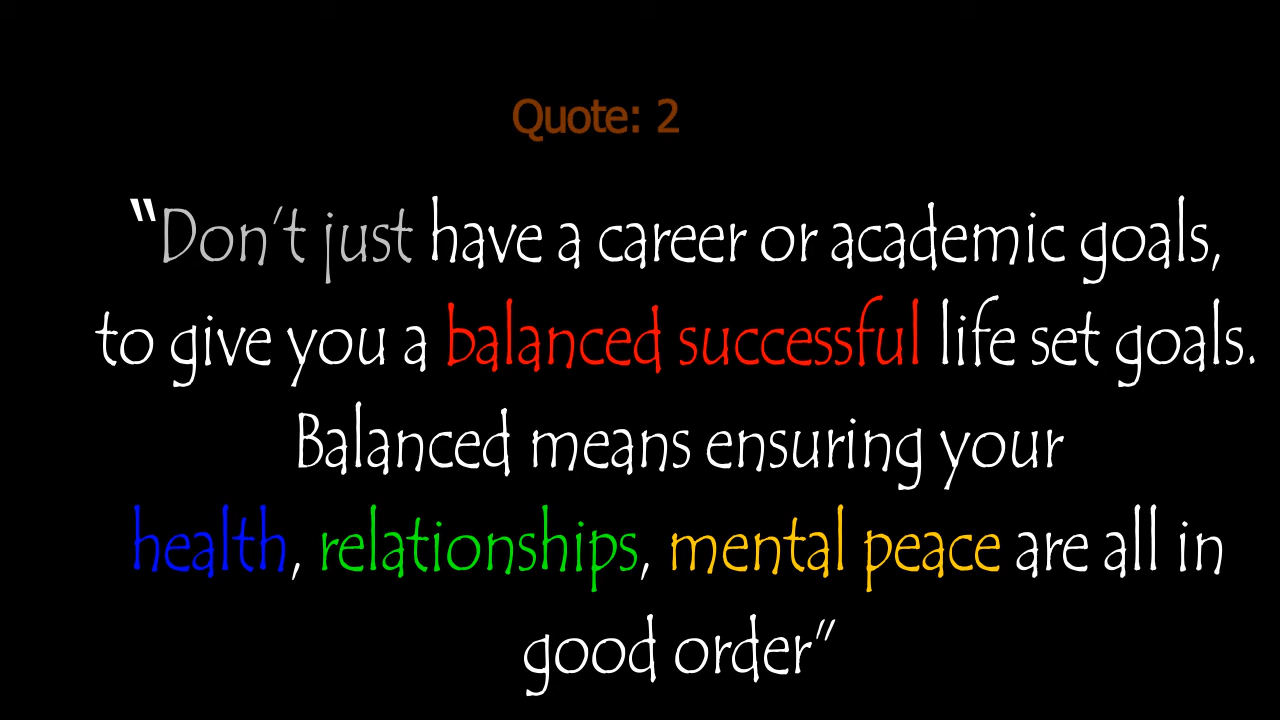 Quote: 2
“Don’t just have a career or academic goals,
to give you a balanced successful life set goals.
Balanced means ensuring your
health, relationships, mental peace are all in
good order”